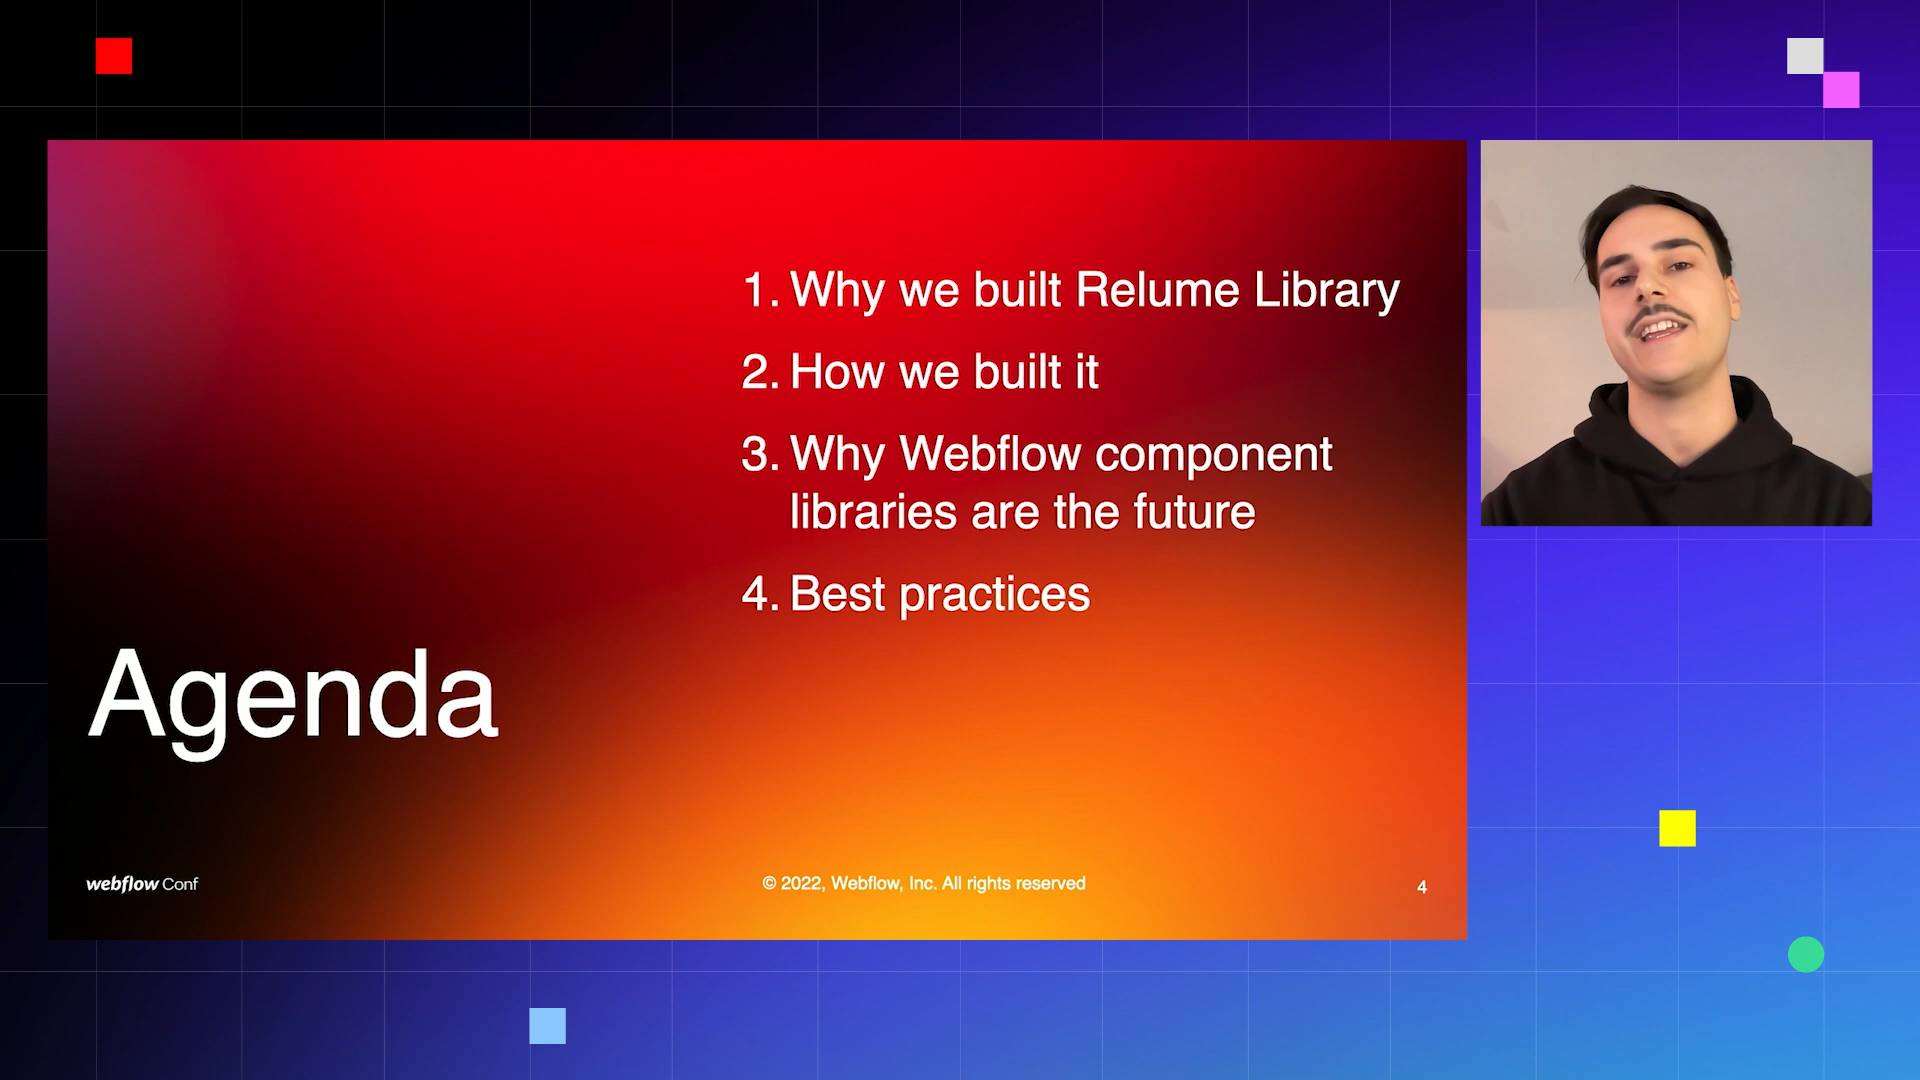 1. Why we built Relume Library
2. How we built it
3. Why Webflow component
libraries are the future
4. Best practices
Agenda
webflow Conf
© 2022, Webflow, Inc. All rights reserved
4